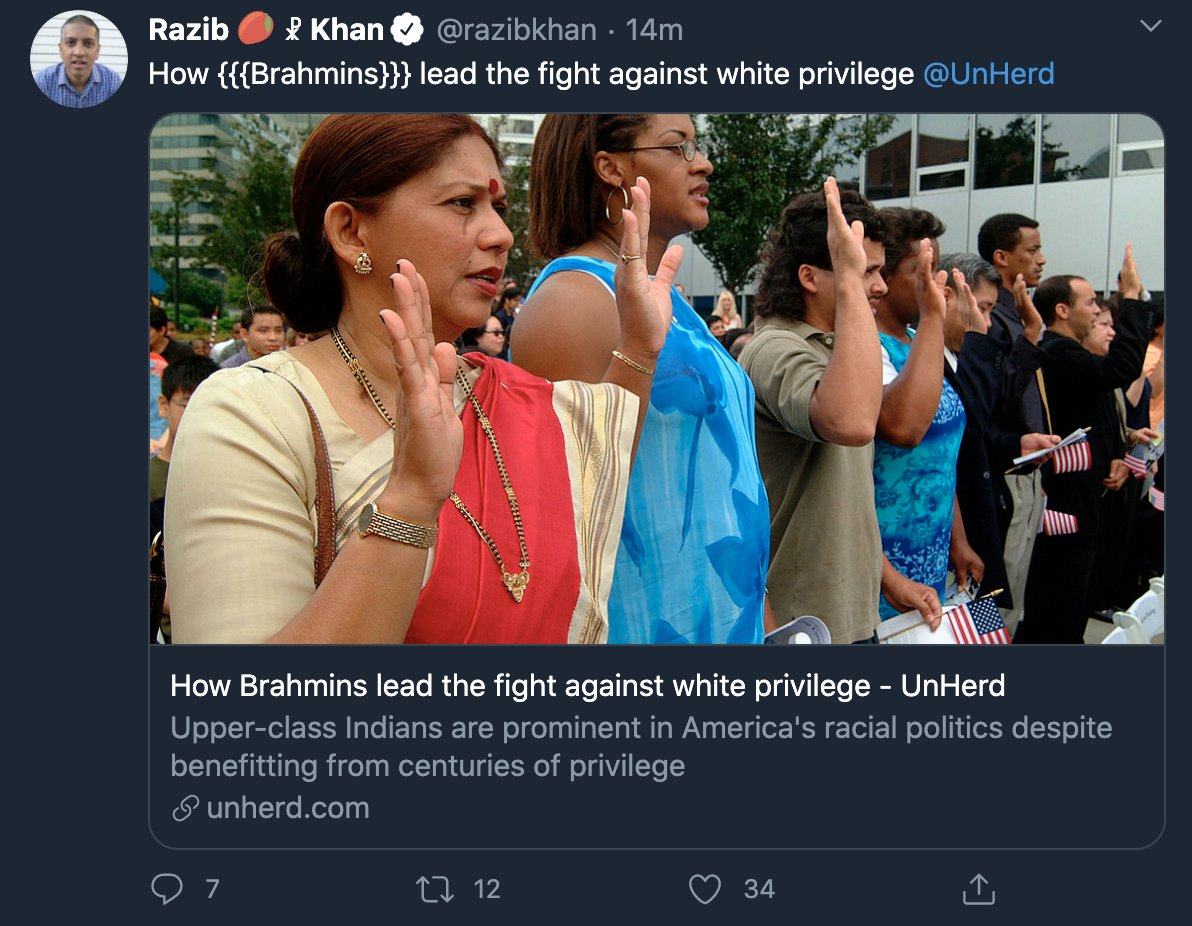 Razib 🥭 ☧ Khan @razibkhan · 14m
How {{{Brahmins}}} lead the fight against white privilege @UnHerd
How Brahmins lead the fight against white privilege - UnHerd
Upper-class Indians are prominent in America's racial politics despite
benefitting from centuries of privilege
unherd.com
7 12 34